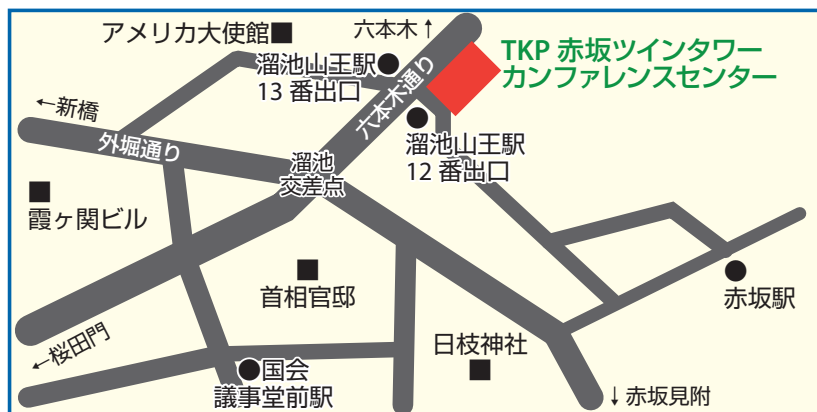 六本木↑
アメリカ大使館■
TKP 赤坂ツインタワー
カンファレンスセンター
溜池山王駅●
13 番出口
六本木通り
←新橋
外堀通り
溜池山王駅
12 番出口
溜池
交差点
霞ヶ関ビル
首相官邸
赤坂駅
日枝神社
←桜田門
●国会
議事堂前駅
↓赤坂見附